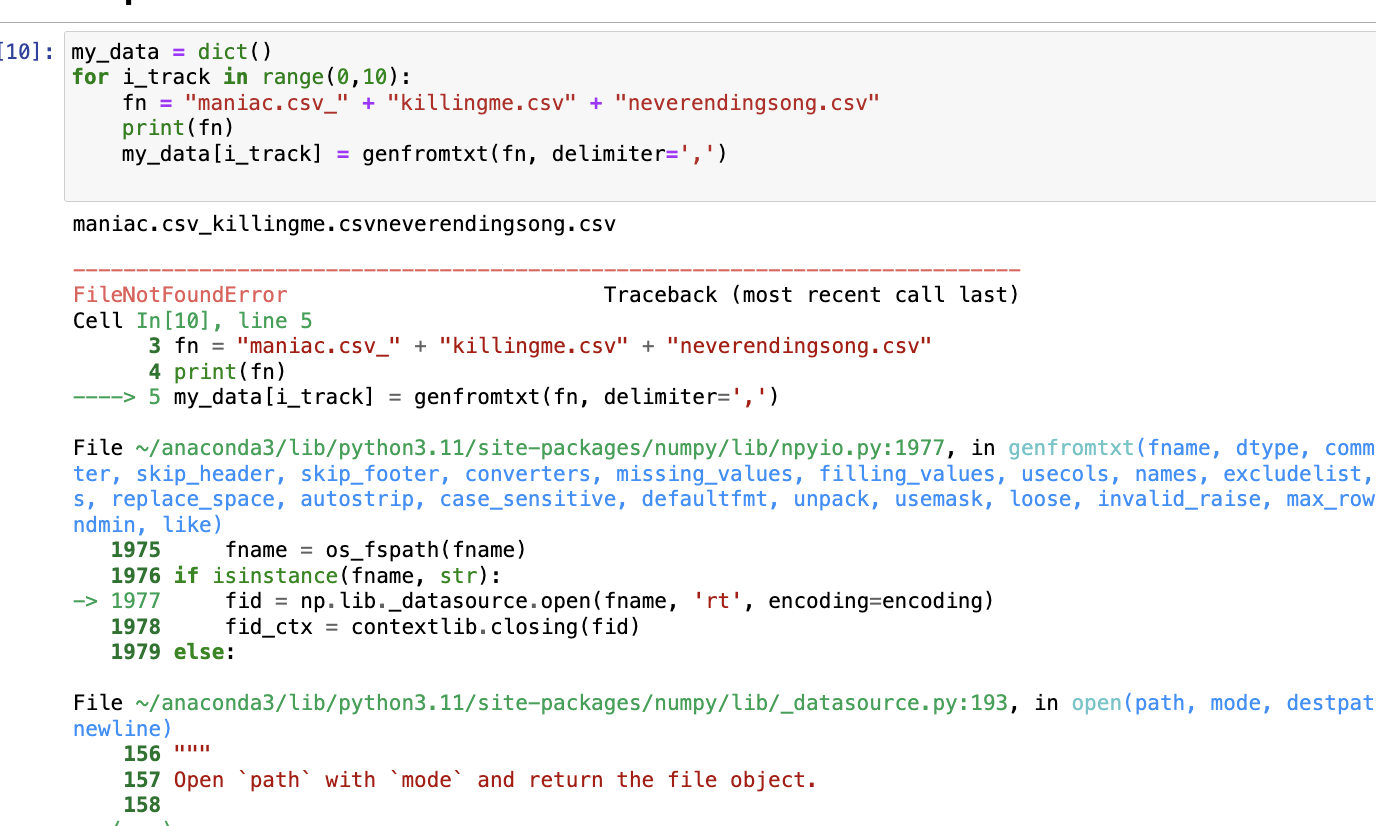 [10]:
my_data = dict()
for i_track in range(0,10):
    fn = "maniac.csv_" + "killingme.csv" + "neverendingsong.csv"
    print(fn)
    my_data[i_track] = genfromtxt(fn, delimiter=',')
maniac.csv_killingme.csvneverendingsong.csv
---------------------------------------------------------------------------
FileNotFoundError                         Traceback (most recent call last)
Cell In[10], line 5
      3 fn = "maniac.csv_" + "killingme.csv" + "neverendingsong.csv"
      4 print(fn)
----> 5 my_data[i_track] = genfromtxt(fn, delimiter=',')
File ~/anaconda3/lib/python3.11/site-packages/numpy/lib/npyio.py:1977, in genfromtxt(fname, dtype, comm
ter, skip_header, skip_footer, converters, missing_values, filling_values, usecols, names, excludelist,
s, replace_space, autostrip, case_sensitive, defaultfmt, unpack, usemask, loose, invalid_raise, max_row
ndmin, like)
   1975     fname = os_fspath(fname)
   1976 if isinstance(fname, str):
-> 1977     fid = np.lib._datasource.open(fname, 'rt', encoding=encoding)
   1978     fid_ctx = contextlib.closing(fid)
   1979 else:
File ~/anaconda3/lib/python3.11/site-packages/numpy/lib/_datasource.py:193, in open(path, mode, destpat
newline)
    156 """
    157 Open `path` with `mode` and return the file object.
    158